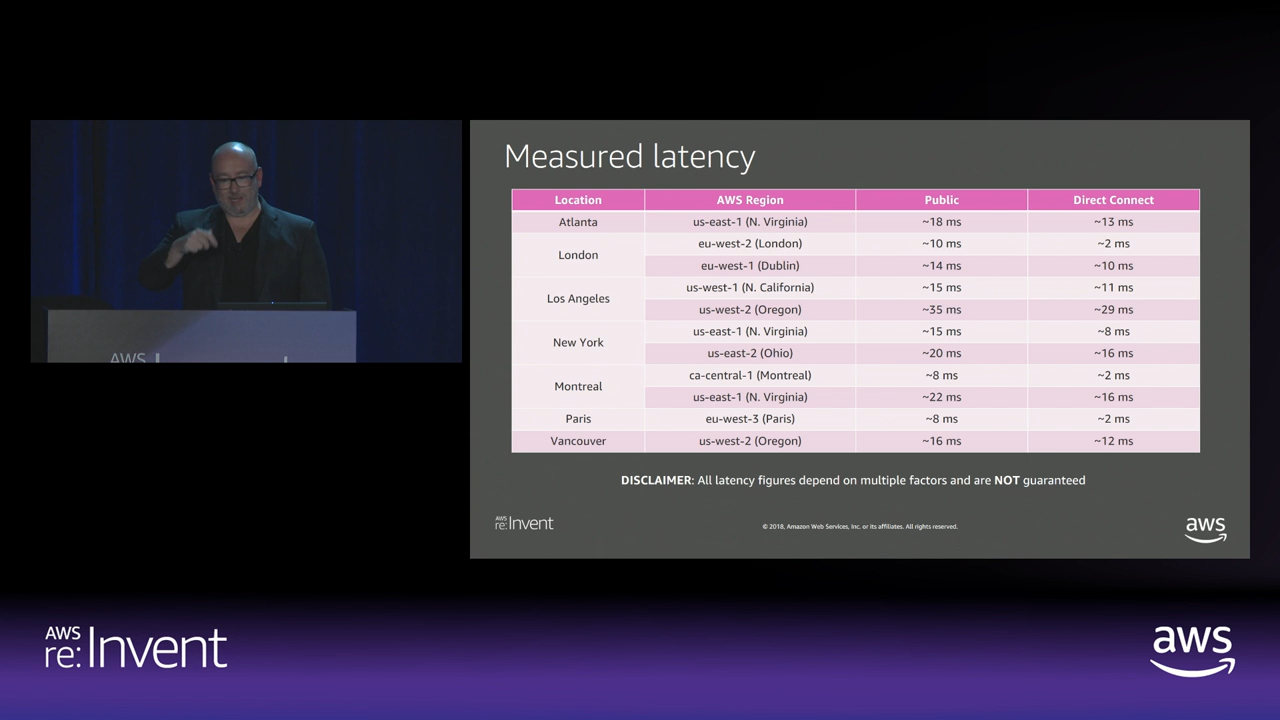 Measured latency
Location AWS Region Public Direct Connect
Atlanta us-east-1 (N. Virginia) ~18 ms ~13 ms
London eu-west-2 (London) ~10 ms ~2 ms
eu-west-1 (Dublin) ~14 ms ~10 ms
Los Angeles us-west-1 (N. California) ~15 ms ~11 ms
us-west-2 (Oregon) ~35 ms ~29 ms
New York us-east-1 (N. Virginia) ~15 ms ~8 ms
us-east-2 (Ohio) ~20 ms ~16 ms
Montreal ca-central-1 (Montreal) ~8 ms ~2 ms
us-east-1 (N. Virginia) ~22 ms ~16 ms
Paris eu-west-3 (Paris) ~8 ms ~2 ms
Vancouver us-west-2 (Oregon) ~16 ms ~12 ms
DISCLAIMER: All latency figures depend on multiple factors and are NOT guaranteed
AWS
re:Invent
© 2018, Amazon Web Services, Inc. or its affiliates. All rights reserved.
aws
AWS
AWS
re:Invent
aws